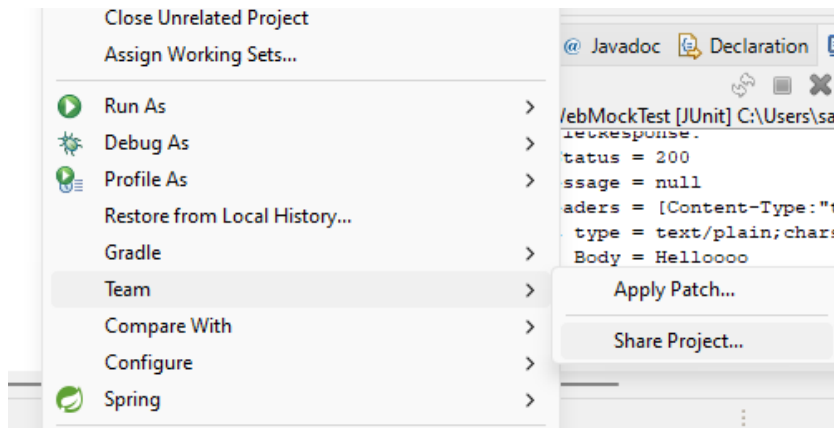 Close Unrelated Project
Assign Working Sets...
Run As
Debug As
Profile As
Restore from Local History...
Gradle
Team
Compare With
Configure
Spring
Apply Patch...
Share Project...
@ Javadoc Declaration
/ebMockTest [JUnit] C:\Users\sa
letResponse:
tatus = 200
ssage = null
aders = [Content-Type:"t
type = text/plain;chars
Body = Helloooo